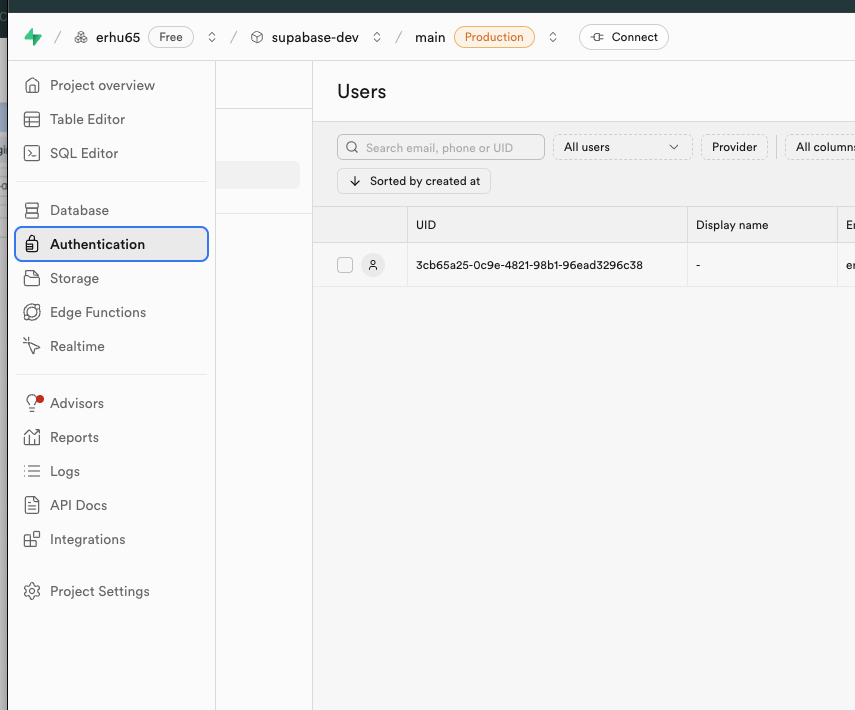 erhu65 Free supabase-dev main Production Connect
Project overview
Table Editor
SQL Editor
Database
Authentication
Storage
Edge Functions
Realtime
Advisors
Reports
Logs
API Docs
Integrations
Project Settings
Users
Search email, phone or UID All users Provider All columns
Sorted by created at
UID Display name
3cb65a25-0c9e-4821-98b1-96ead3296c38 -